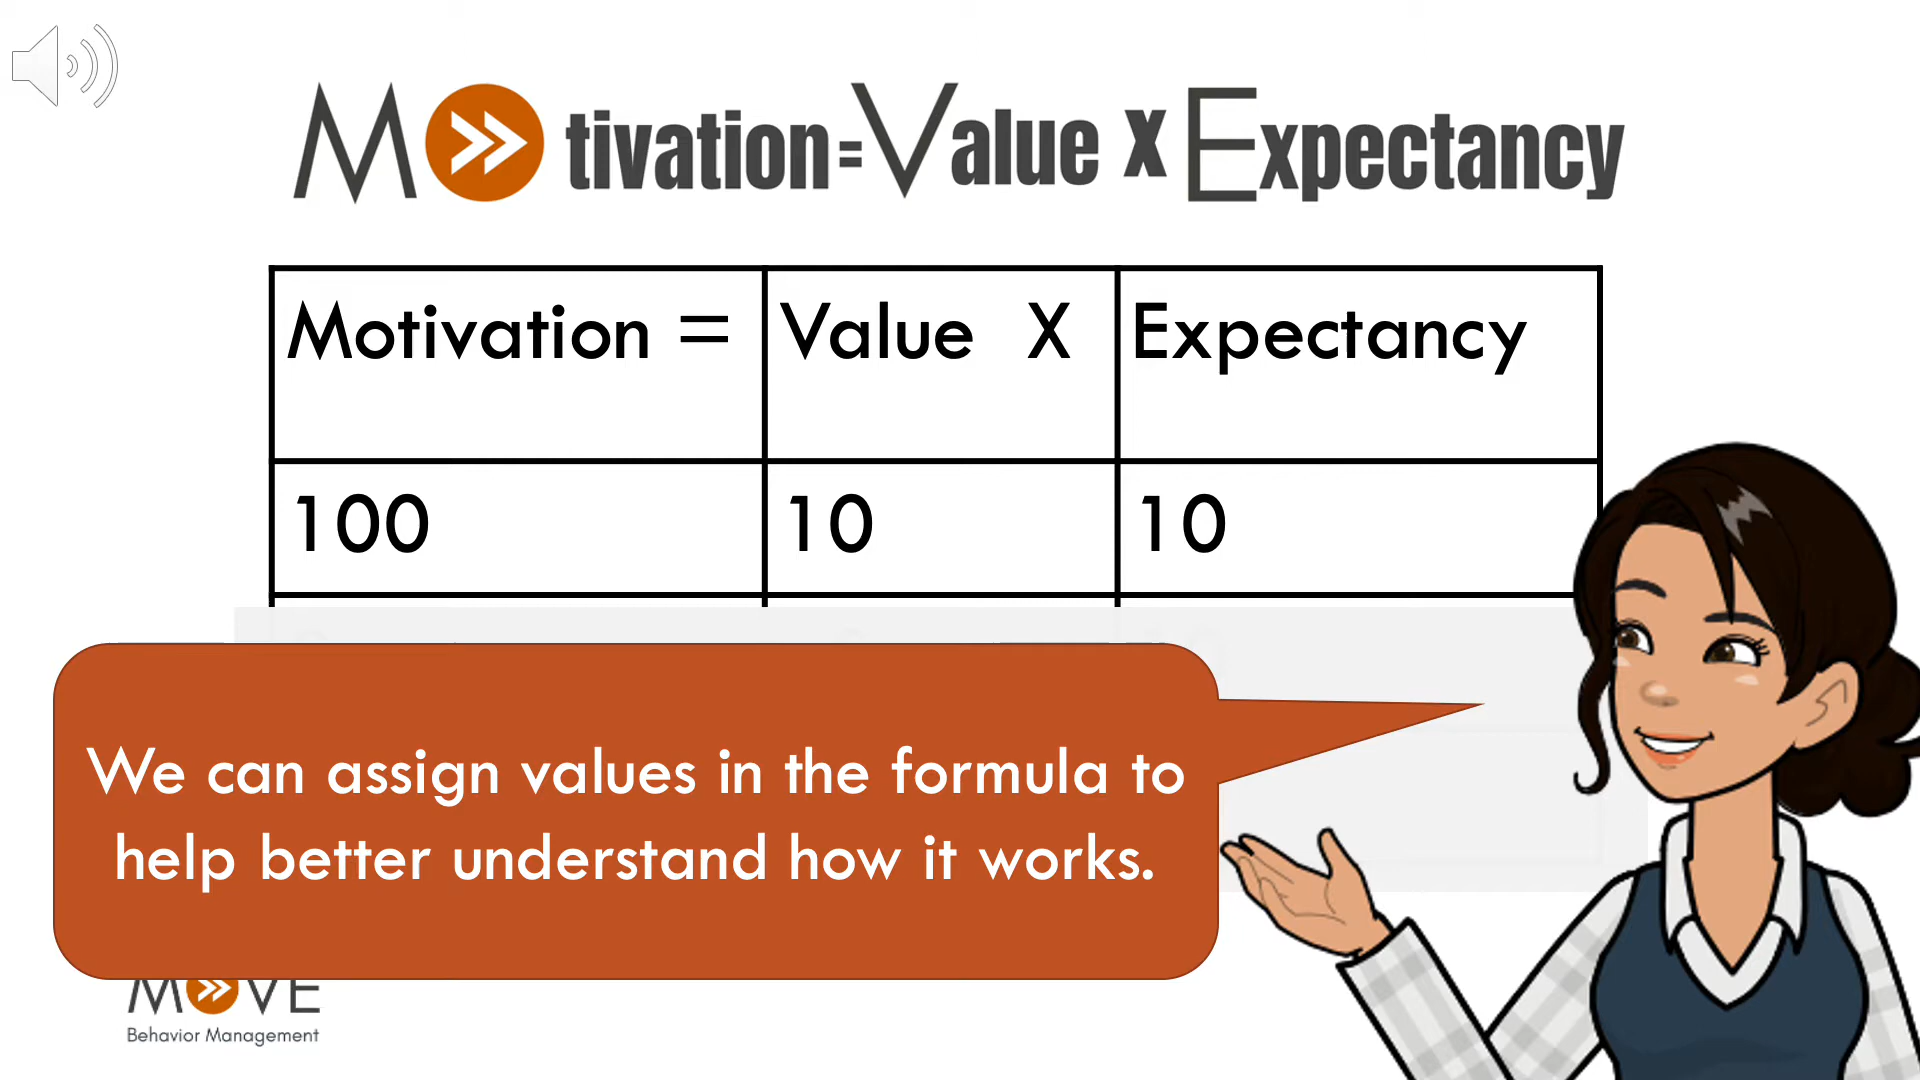 M tivation=Value x Expectancy
Motivation = Value X Expectancy
100 10 10
We can assign values in the formula to
help better understand how it works.
MOVE
Behavior Management